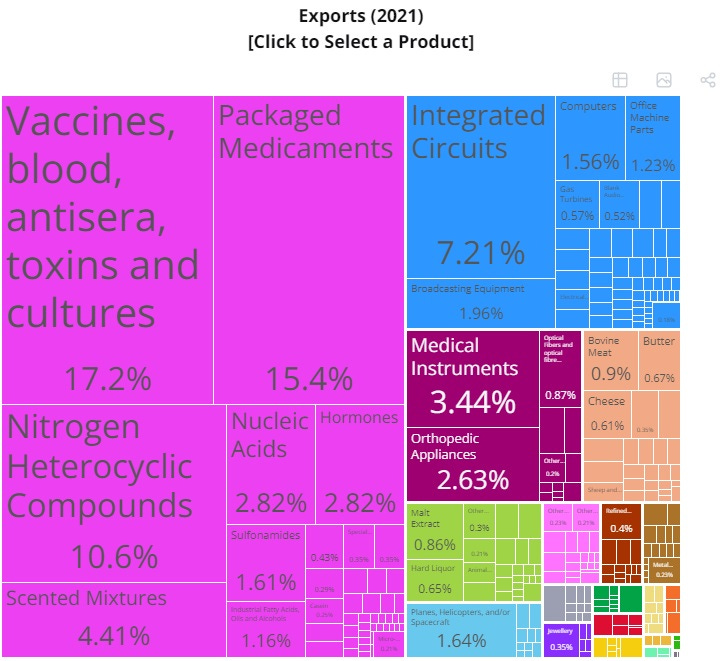 Exports (2021)
[Click to Select a Product]
Vaccines,
blood,
antisera,
toxins and
cultures
17.2%
Packaged
Medicaments
15.4%
Nitrogen
Heterocyclic
Compounds
10.6%
Scented Mixtures
4.41%
Nucleic
Acids
2.82%
Hormones
2.82%
Sulfonamides
1.61%
Industrial Fatty Acids,
Oils and Alcohols
1.16%
0.43%
Special...
0.35%
0.35%
0.29%
Casein
0.25%
Micro-...
0.21%
Integrated
Circuits
7.21%
Broadcasting Equipment
1.96%
Computers
1.56%
Office
Machine
Parts
1.23%
Gas
Turbines
0.57%
0.52%
Electrical...
Medical
Instruments
3.44%
Orthopedic
Appliances
2.63%
Optical
Fibers and
optical
fibre...
0.87%
Other...
0.2%
Bovine
Meat
0.9%
Butter
0.67%
Cheese
0.61%
0.35%
Sheep and...
Malt
Extract
0.86%
Hard Liquor
0.65%
Other...
0.3%
0.21%
Animal...
Other...
0.23%
Other...
0.21%
Refined...
0.4%
Metal...
0.23%
Planes, Helicopters, and/or
Spacecraft
1.64%
Jewellery
0.35%